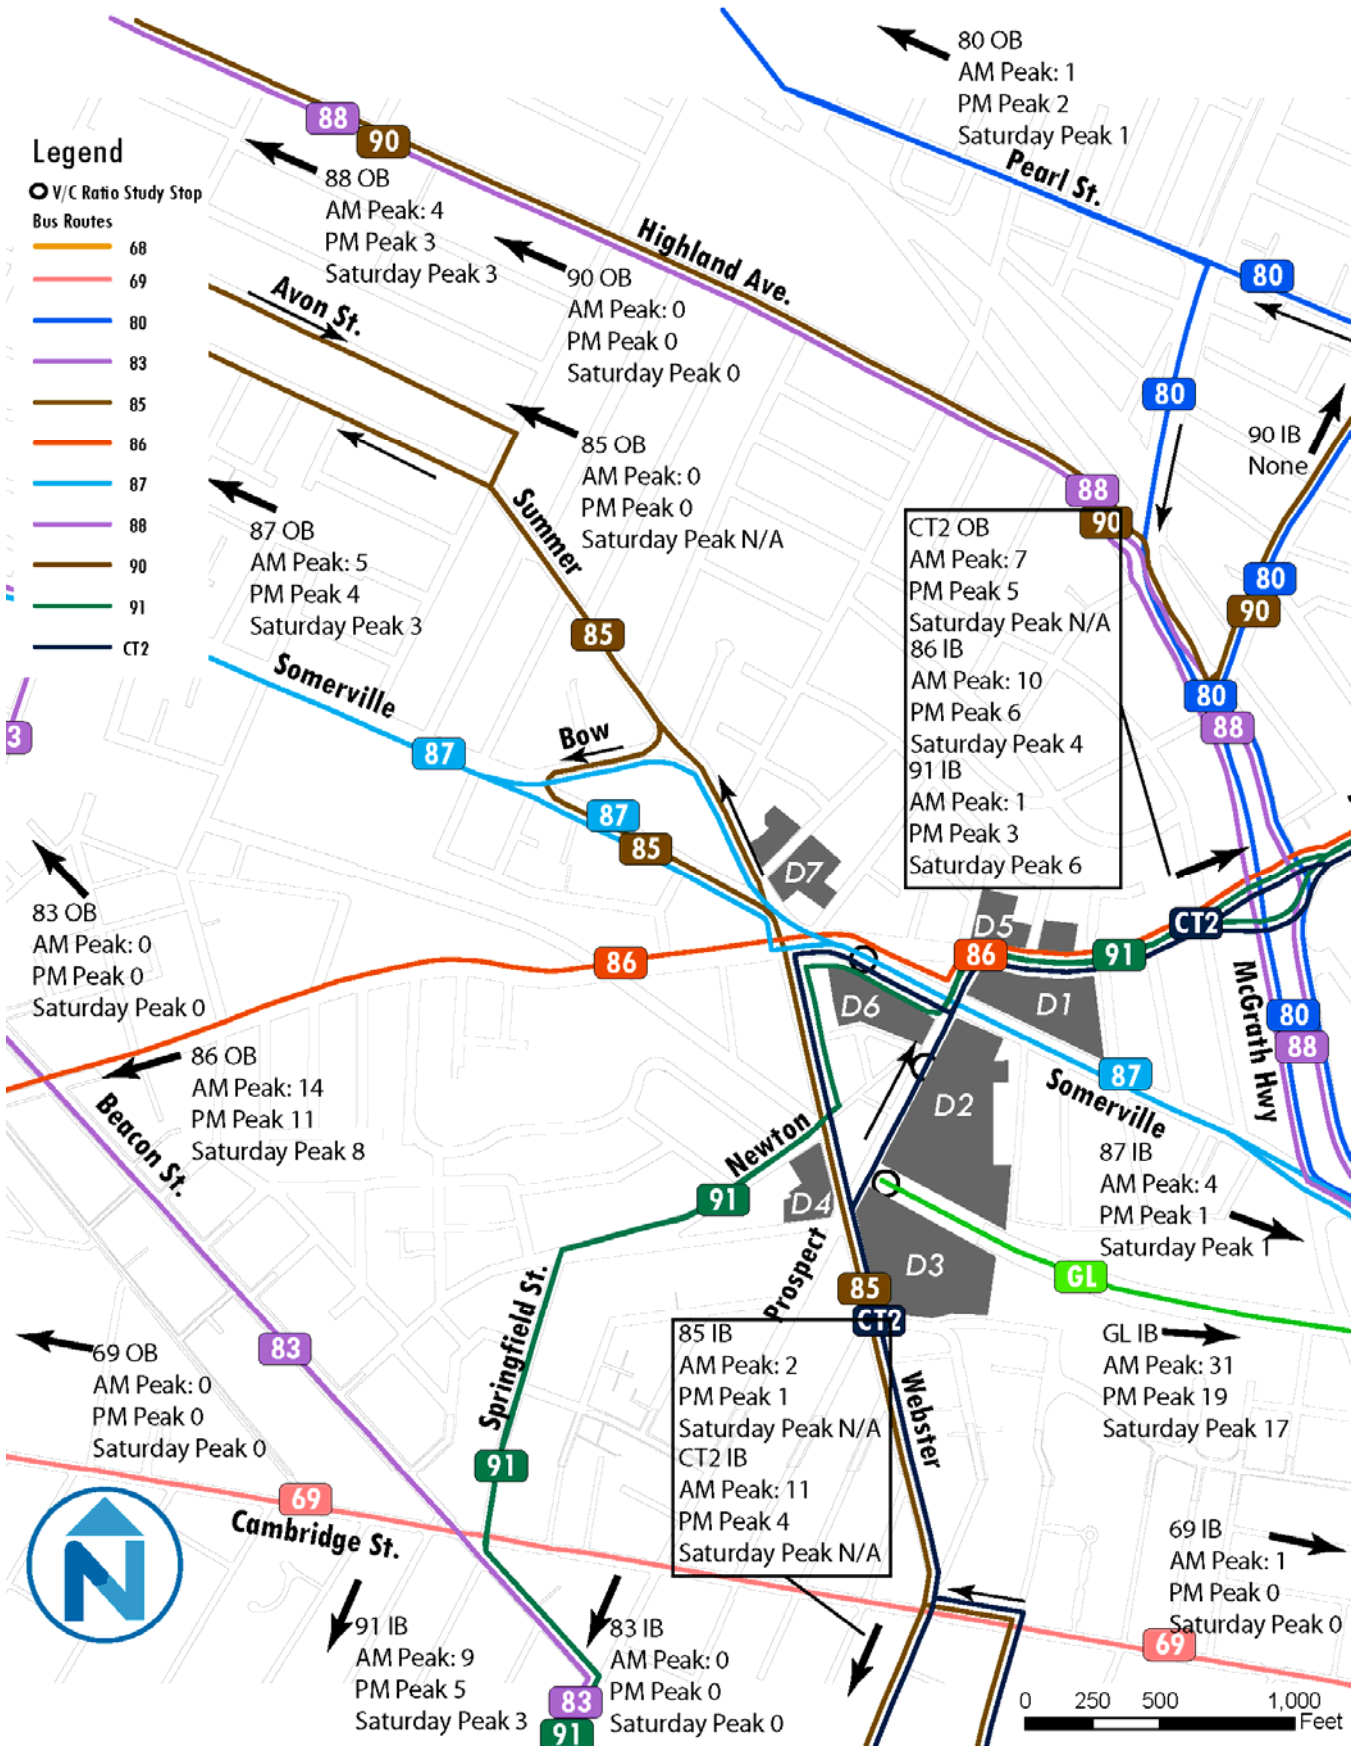 80 OB
AM Peak: 1
PM Peak 2
Saturday Peak 1
Pearl St.
88
90
Legend
V/C Ratio Study Stop
Bus Routes
68
69
80
83
85
86
87
88
90
91
CT2
88 OB
AM Peak: 4
PM Peak 3
Saturday Peak 3
Highland Ave.
90 OB
AM Peak: 0
PM Peak 0
Saturday Peak 0
80
Avon St.
80
85 OB
AM Peak: 0
PM Peak 0
Saturday Peak N/A
90 IB
None
Summer
88
90
87 OB
AM Peak: 5
PM Peak 4
Saturday Peak 3
CT2 OB
AM Peak: 7
PM Peak 5
Saturday Peak N/A
86 IB
AM Peak: 10
PM Peak 6
Saturday Peak 4
91 IB
AM Peak: 1
PM Peak 3
Saturday Peak 6
80
90
85
Somerville
80
88
3
87
Bow
87
85
D7
83 OB
AM Peak: 0
PM Peak 0
Saturday Peak 0
D5
CT2
86
86
91
D6
D1
McGrath Hwy
80
88
86 OB
AM Peak: 14
PM Peak 11
Saturday Peak 8
Beacon St.
D2
87
Somerville
Newton
91
D4
87 IB
AM Peak: 4
PM Peak 1
Saturday Peak 1
Prospect
D3
GL
85
CT2
Springfield St.
83
69 OB
AM Peak: 0
PM Peak 0
Saturday Peak 0
85 IB
AM Peak: 2
PM Peak 1
Saturday Peak N/A
CT2 IB
AM Peak: 11
PM Peak 4
Saturday Peak N/A
Webster
GL IB
AM Peak: 31
PM Peak 19
Saturday Peak 17
91
69
Cambridge St.
N
69 IB
AM Peak: 1
PM Peak 0
Saturday Peak 0
69
91 IB
AM Peak: 9
PM Peak 5
Saturday Peak 3
83 IB
AM Peak: 0
PM Peak 0
Saturday Peak 0
83
91
0 250 500 1,000
Feet